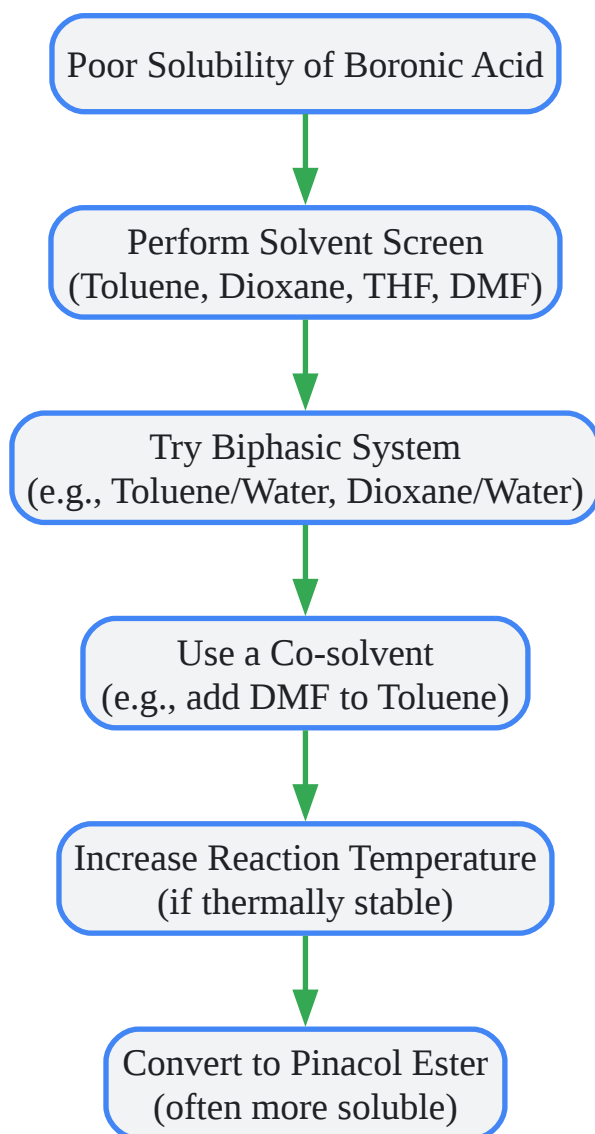 Poor Solubility of Boronic Acid
Perform Solvent Screen
(Toluene, Dioxane, THF, DMF)
Try Biphasic System
(e.g., Toluene/Water, Dioxane/Water)
Use a Co-solvent
(e.g., add DMF to Toluene)
Increase Reaction Temperature
(if thermally stable)
Convert to Pinacol Ester
(often more soluble)